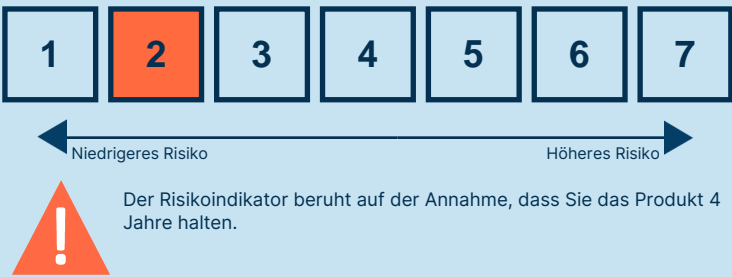 1 2 3 4 5 6 7
Niedrigeres Risiko Höheres Risiko
Der Risikoindikator beruht auf der Annahme, dass Sie das Produkt 4
Jahre halten.
!